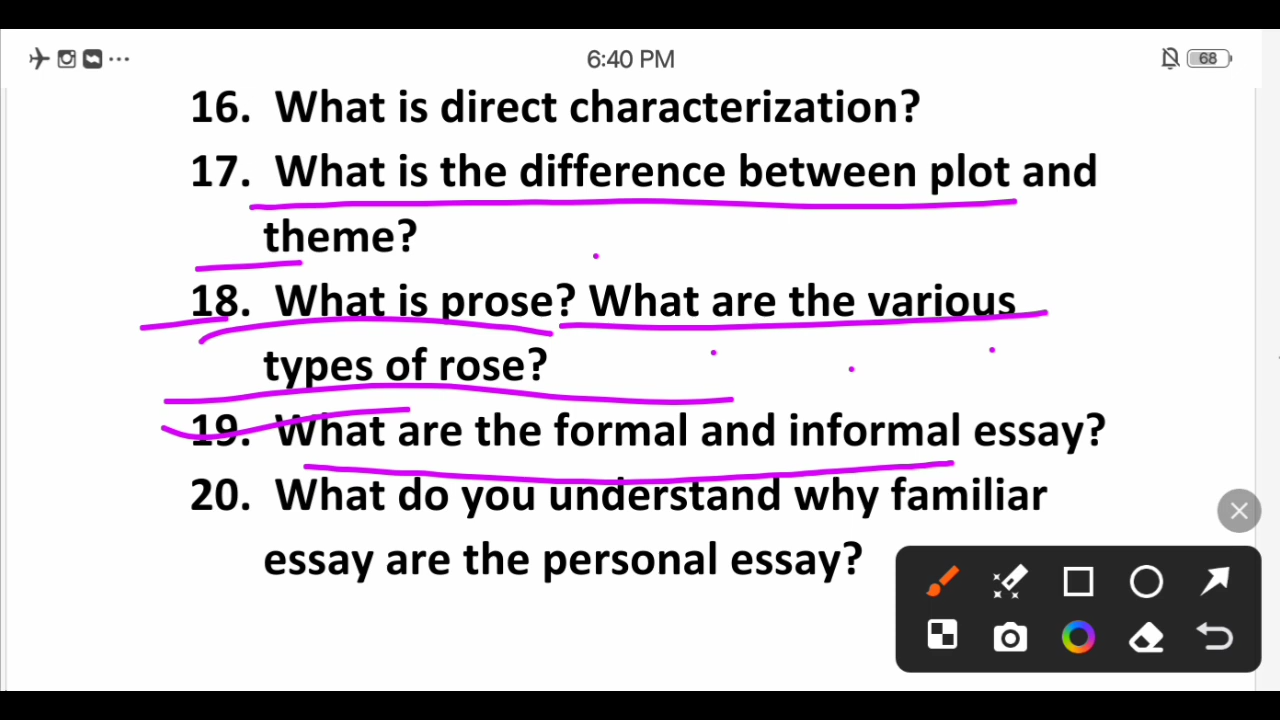 6:40 PM
68
16. What is direct characterization?
17. What is the difference between plot and
theme?
18. What is prose? What are the various
types of rose?
19. What are the formal and informal essay?
20. What do you understand why familiar
essay are the personal essay?